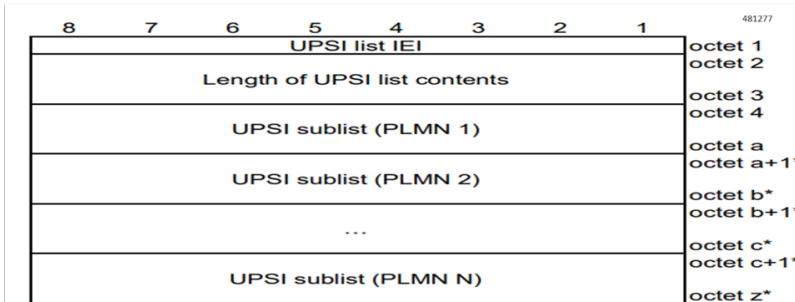 481277
8 7 6 5 4 3 2 1
UPSI list IEI octet 1
Length of UPSI list contents octet 2
octet 3
UPSI sublist (PLMN 1) octet 4
octet a
UPSI sublist (PLMN 2) octet a+1*
octet b*
... octet b+1*
octet c*
UPSI sublist (PLMN N) octet c+1*
octet z*